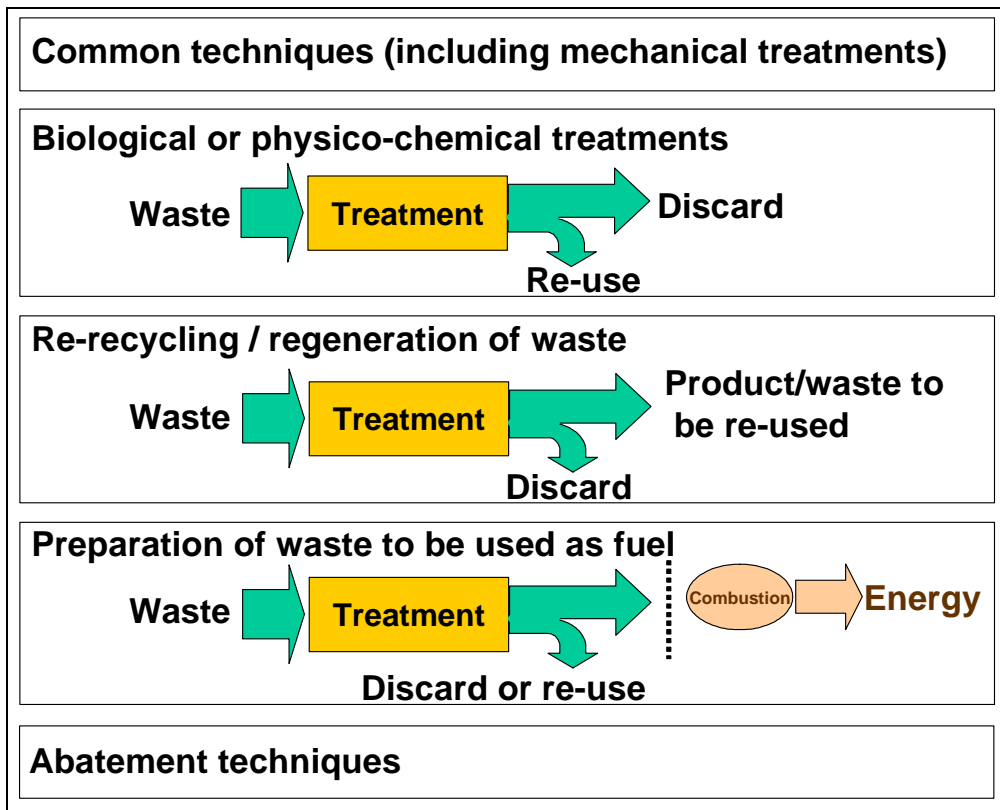 Common techniques (including mechanical treatments)
Biological or physico-chemical treatments
Waste
Treatment
Discard
Re-use
Re-recycling / regeneration of waste
Waste
Treatment
Product/waste to
be re-used
Discard
Preparation of waste to be used as fuel
Waste
Treatment
Combustion
Energy
Discard or re-use
Abatement techniques